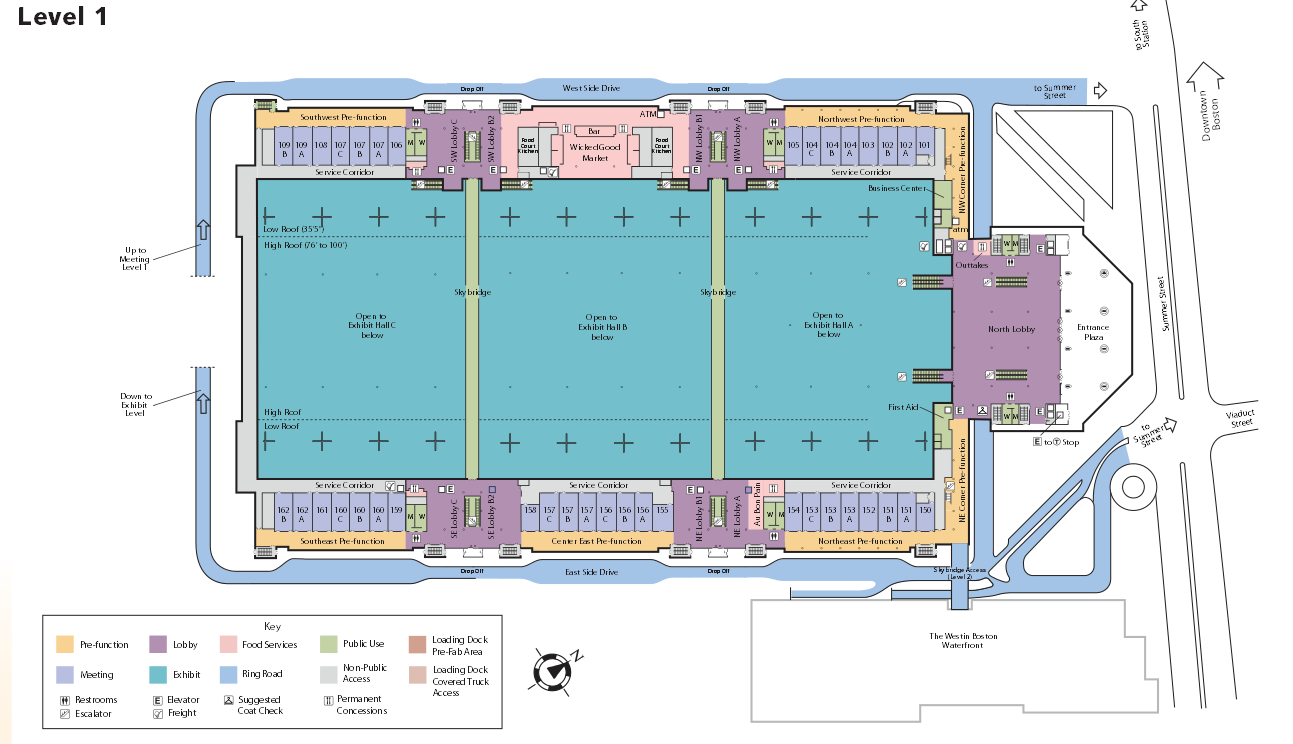 Level 1
to South
Station
Downtown
Boston
Drop Off
West Side Drive
Drop Off
to Summer
Street
Southwest Pre-function
SW Lobby C
SW Lobby B2
ATM
Bar
WickedGood
Market
Food
Court
Kitchen
Food
Court
Kitchen
NW Lobby B1
NW Lobby A
Northwest Pre-function
NW Corner Pre-function
109
B
109
A
108
107
C
107
B
107
A
106
M W
M W
105
104
C
104
B
104
A
103
102
B
102
A
101
Service Corridor
E
E
E
E
Service Corridor
Business Center
atm
Low Roof (35'5")
High Roof (76' to 100')
Up to
Meeting
Level 1
Skybridge
Skybridge
Open to
Exhibit Hall C
below
Open to
Exhibit Hall B
below
Open to
Exhibit Hall A
below
Outtakes
W M
E
North Lobby
Entrance
Plaza
Summer Street
Down to
Exhibit
Level
High Roof
Low Roof
First Aid
E
W M
E
E to T Stop
to
Summer
Street
Viaduct
Street
Service Corridor
E
Service Corridor
E
Service Corridor
162
B
162
A
161
160
C
160
B
160
A
159
M W
SE Lobby C
SE Lobby B2
158
157
C
157
B
157
A
156
C
156
B
156
A
155
NE Lobby B1
NE Lobby A
Au Bon Pain
W M
154
153
C
153
B
153
A
152
151
B
151
A
150
NE Corner Pre-function
Southeast Pre-function
Center East Pre-function
Northeast Pre-function
Drop Off
East Side Drive
Drop Off
Skybridge Access
(Level 2)
The Westin Boston
Waterfront
N
Key
Pre-function
Lobby
Food Services
Public Use
Loading Dock
Pre-Fab Area
Meeting
Exhibit
Ring Road
Non-Public
Access
Loading Dock
Covered Truck
Access
Restrooms
E Elevator
Suggested
Coat Check
Permanent
Concessions
Escalator
Freight